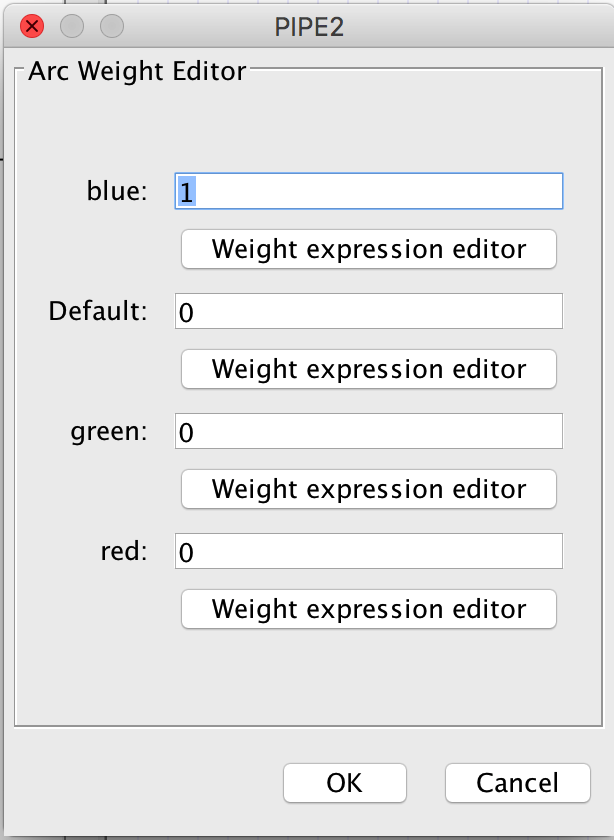 PIPE2
Arc Weight Editor
blue: 1
Weight expression editor
Default: 0
Weight expression editor
green: 0
Weight expression editor
red: 0
Weight expression editor
OK Cancel